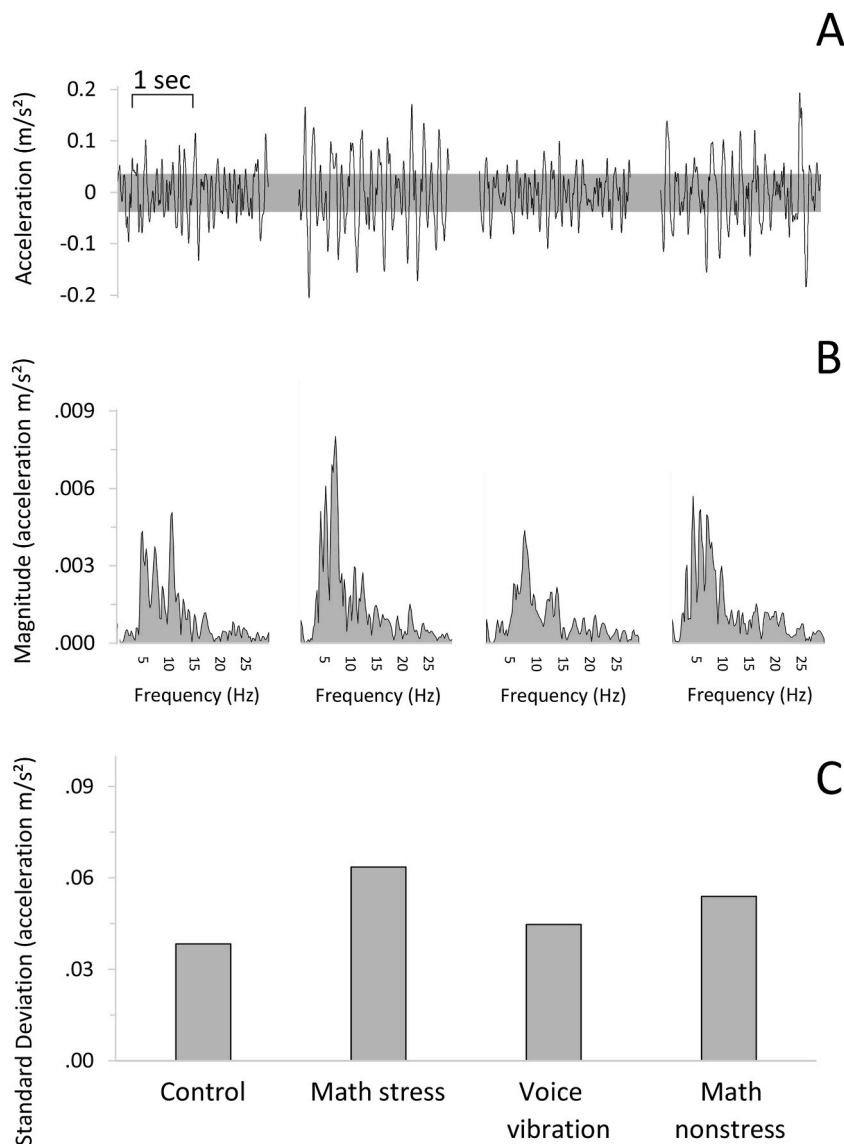 A
1 sec
Acceleration (m/s²)
0.2
0.1
0
-0.1
-0.2
B
Magnitude (acceleration m/s²)
.009
.006
.003
.000
5 10 15 20 25
5 10 15 20 25
5 10 15 20 25
5 10 15 20 25
Frequency (Hz)
Frequency (Hz)
Frequency (Hz)
Frequency (Hz)
C
Standard Deviation (acceleration m/s²)
.09
.06
.03
.00
Control
Math stress
Voice
vibration
Math
nonstress